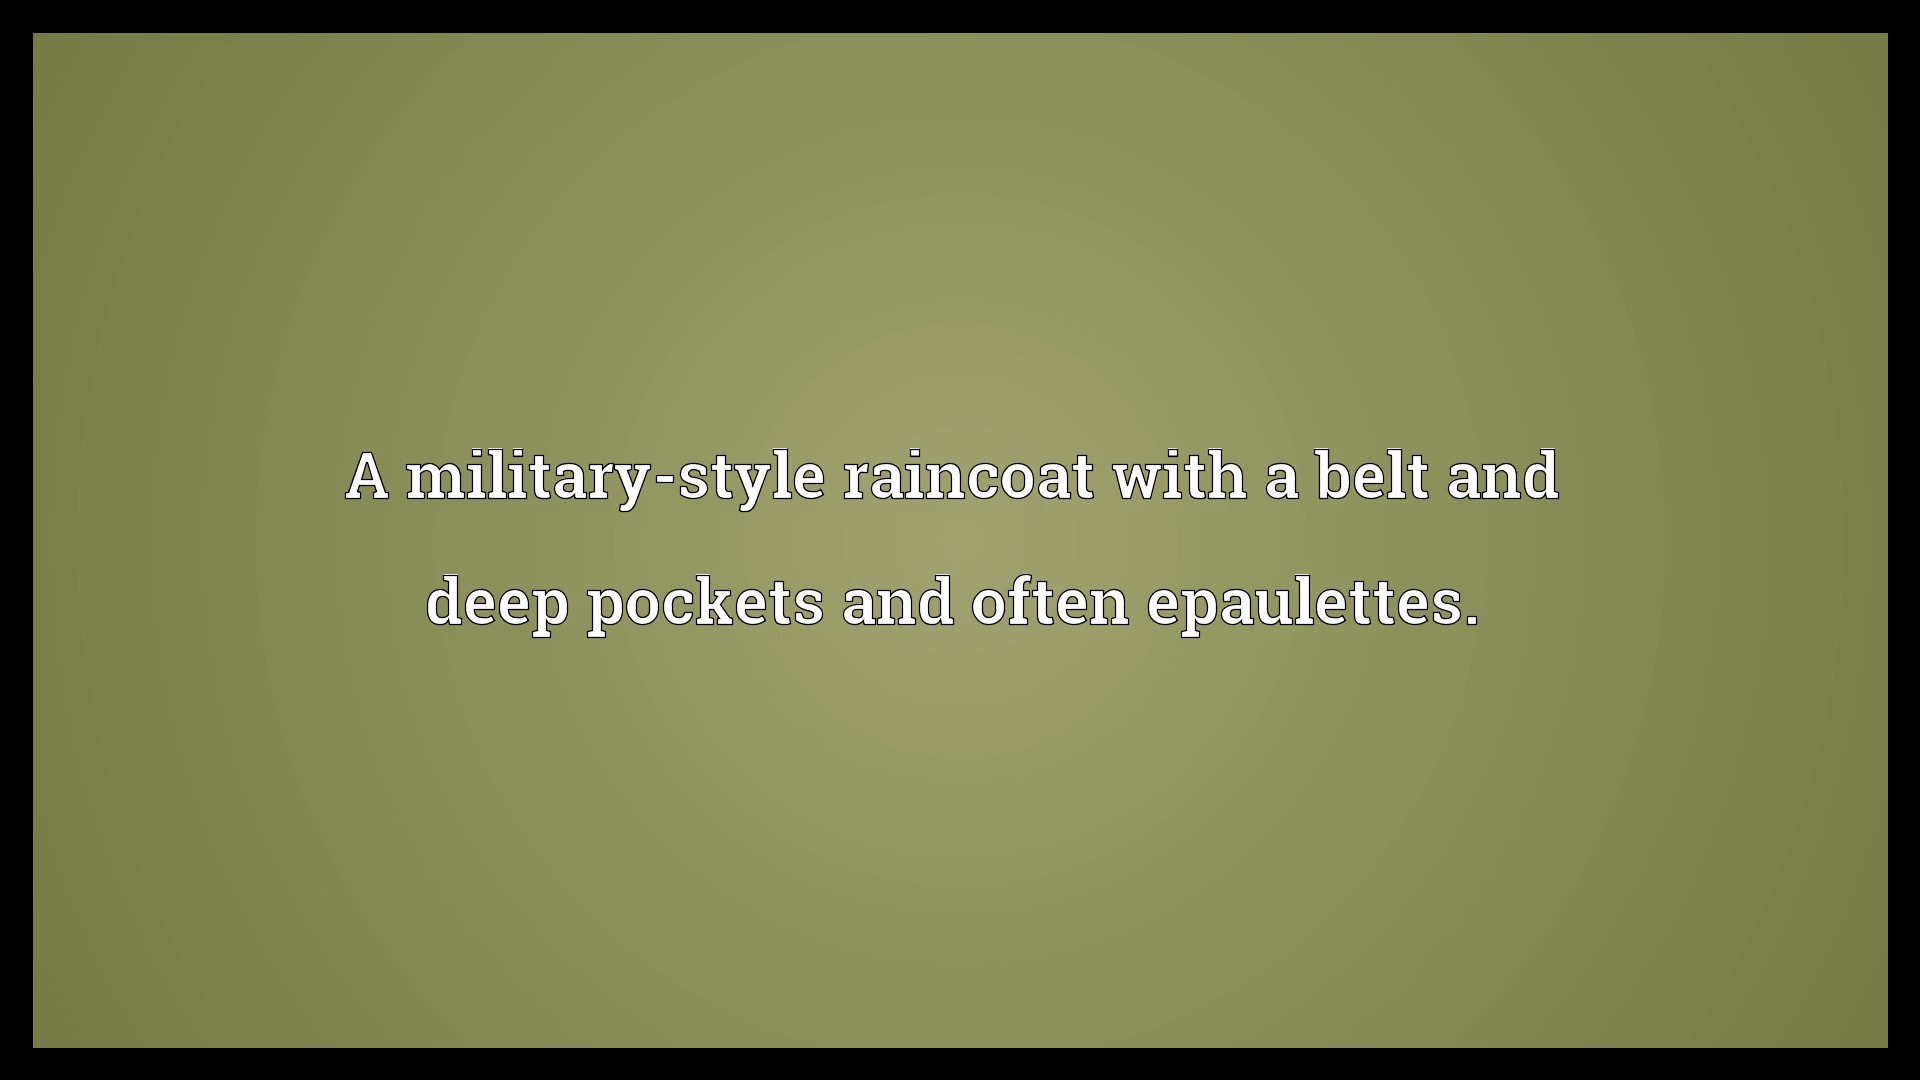 A military-style raincoat with a belt and
deep pockets and often epaulettes.